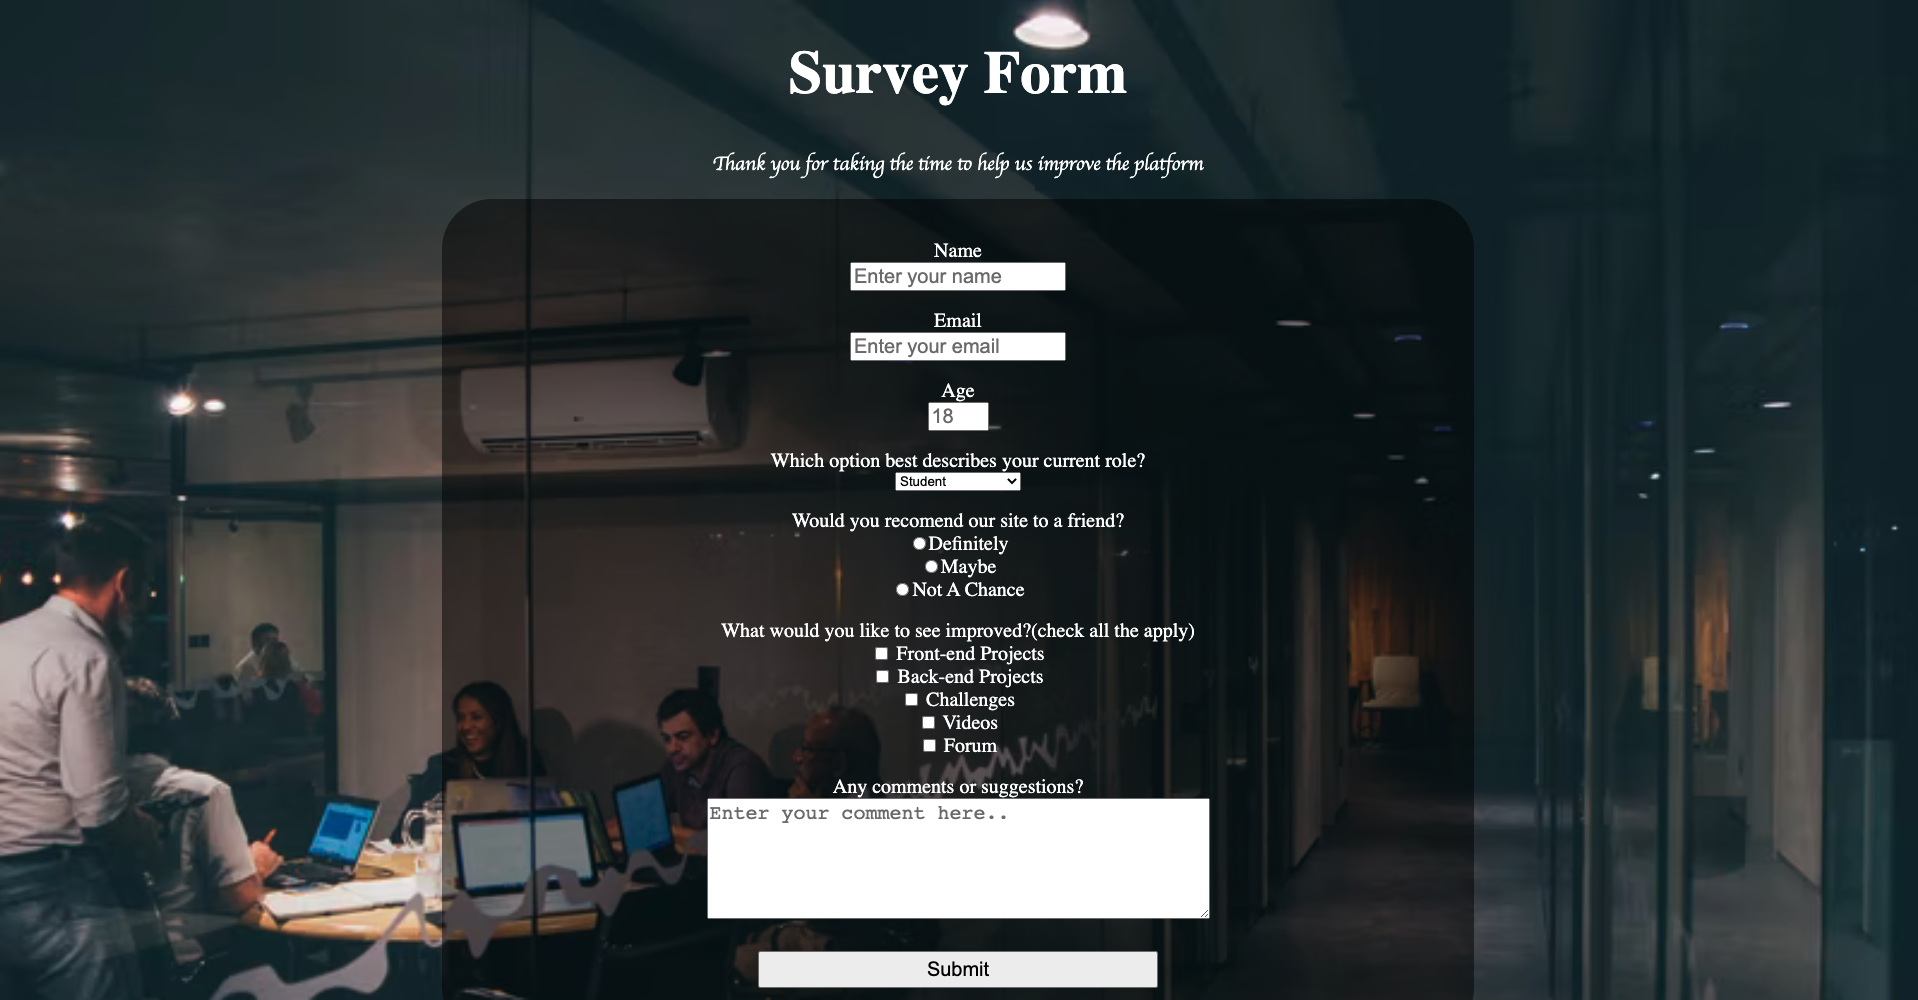 Survey Form
Thank you for taking the time to help us improve the platform
Name
Enter your name
Email
Enter your email
Age
18
Which option best describes your current role?
Student
Would you recomend our site to a friend?
Definitely
Maybe
Not A Chance
What would you like to see improved?(check all the apply)
Front-end Projects
Back-end Projects
Challenges
Videos
Forum
Any comments or suggestions?
Enter your comment here..
Submit